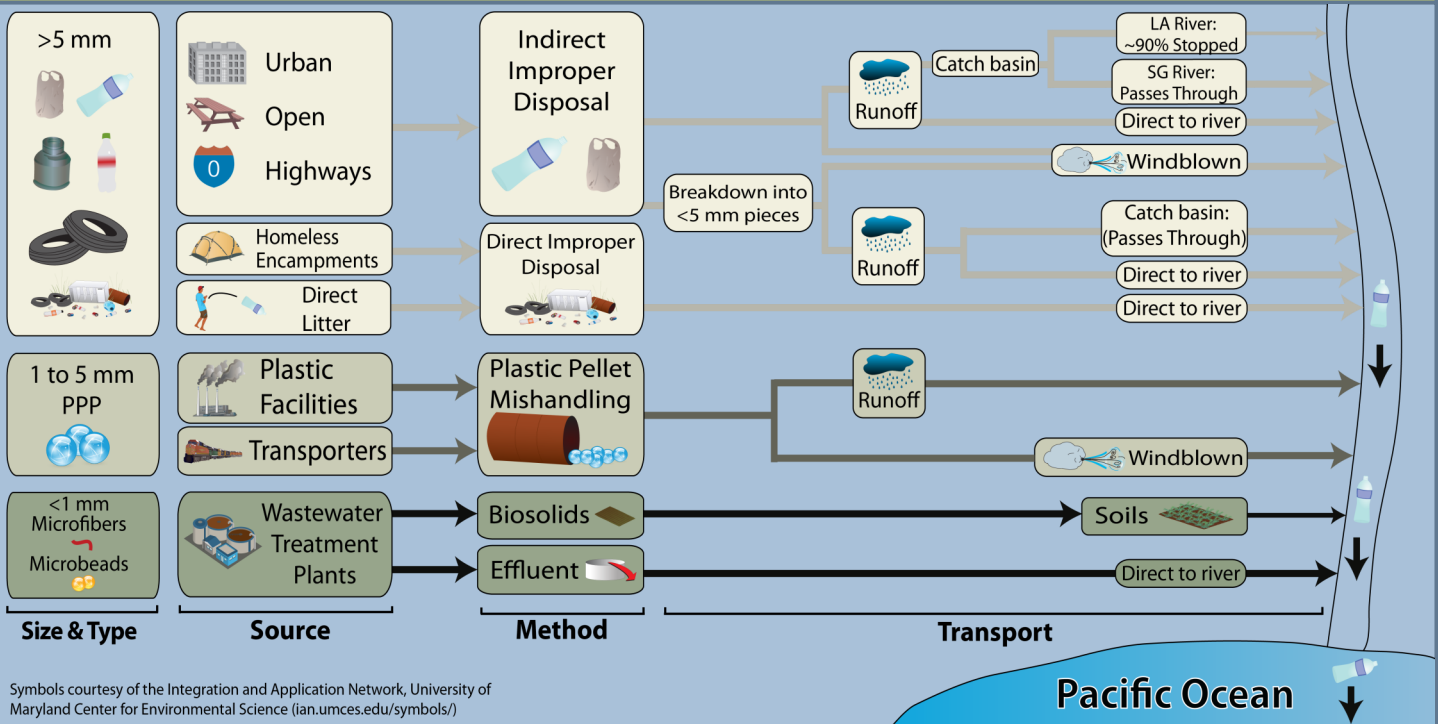 >5 mm
Urban
Open
0
Highways
Homeless
Encampments
Direct
Litter
Indirect
Improper
Disposal
Direct Improper
Disposal
Breakdown into
<5 mm pieces
Runoff
Catch basin
LA River:
~90% Stopped
SG River:
Passes Through
Direct to river
Windblown
Runoff
Catch basin:
(Passes Through)
Direct to river
Direct to river
1 to 5 mm
PPP
Plastic
Facilities
Transporters
Plastic Pellet
Mishandling
Runoff
Windblown
<1 mm
Microfibers
Microbeads
Wastewater
Treatment
Plants
Biosolids
Effluent
Soils
Direct to river
Size & Type
Source
Method
Transport
Symbols courtesy of the Integration and Application Network, University of
Maryland Center for Environmental Science (ian.umces.edu/symbols/)
Pacific Ocean